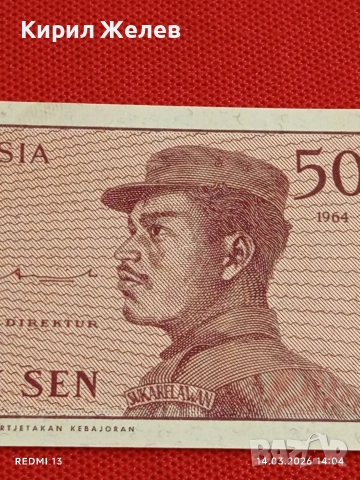 Кирил Желев
SIA
50
1964
DIREKTUR
SEN
SUKARELAWAN
RTJETAKAN KEBAJORAN
REDMI 13
14.03.2026 14:04